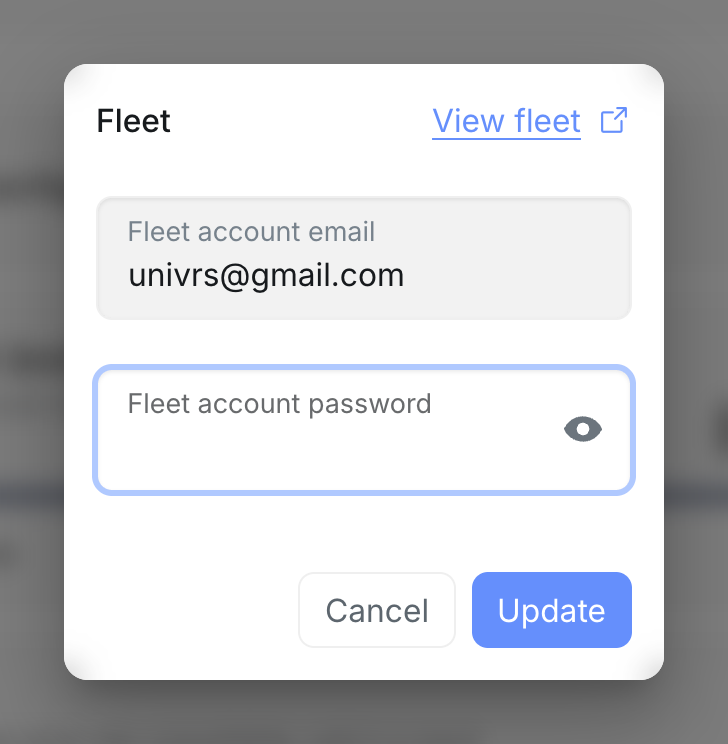 Fleet
View fleet
Fleet account email
univrs@gmail.com
Fleet account password
Cancel
Update